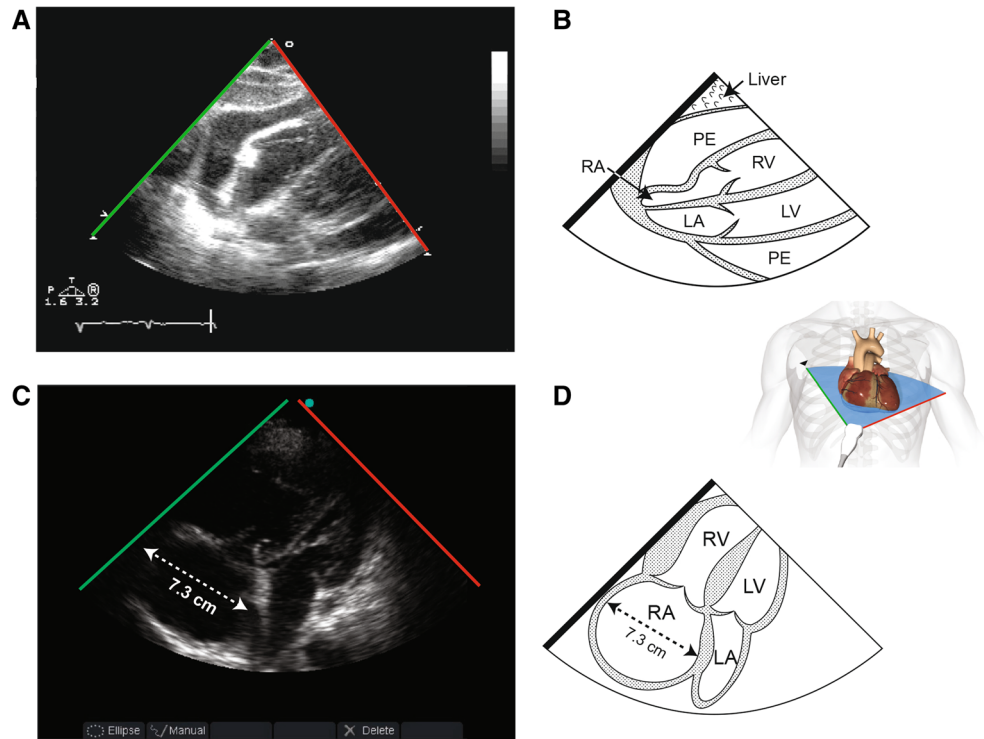 A
P T R
1.6 3.2
B
Liver
PE
RV
RA
LA
LV
PE
C
7.3 cm
Ellipse Manual Delete
D
RV
LV
RA
7.3 cm
LA